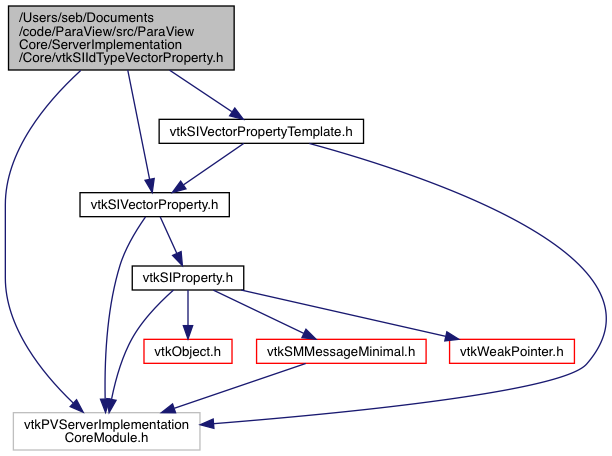 /Users/seb/Documents
/code/ParaView/src/ParaView
Core/ServerImplementation
/Core/vtkSIIdTypeVectorProperty.h
vtkSIVectorPropertyTemplate.h
vtkSIVectorProperty.h
vtkSIProperty.h
vtkObject.h
vtkSMMessageMinimal.h
vtkWeakPointer.h
vtkPVServerImplementation
CoreModule.h